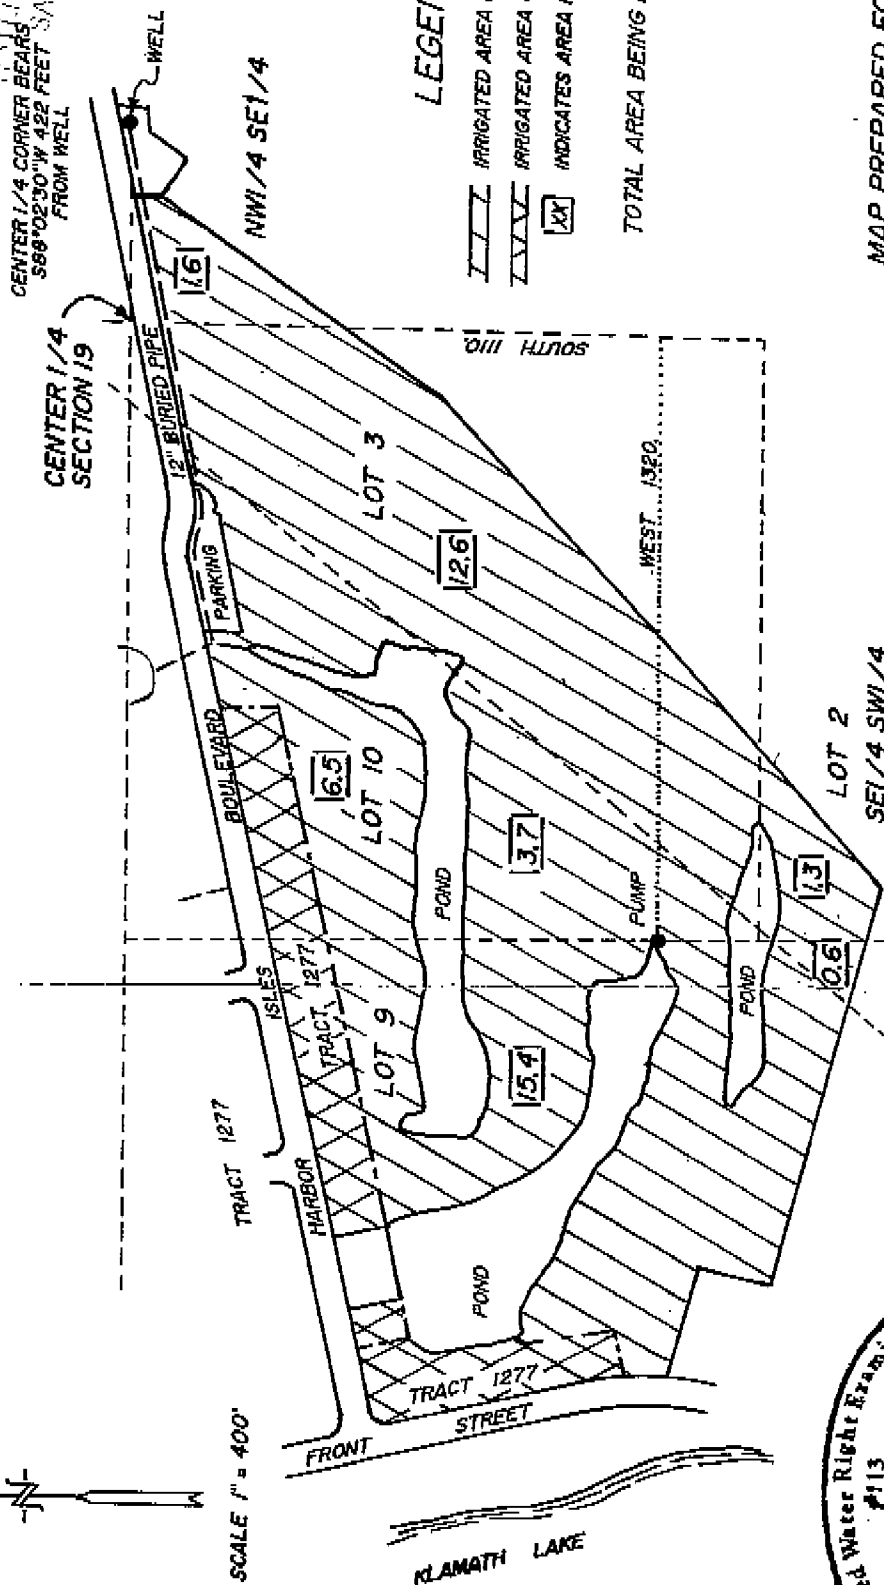 CENTER 1/4 CORNER BEARS
S88°02'30"W 422 FEET
FROM WELL
WELL
CENTER 1/4
SECTION 19
NW1/4 SE1/4
12" BURIED PIPE
1.6
SOUTH 1110.
PARKING
LOT 3
12.6
WEST 1320.
BOULEVARD
6.5
LOT 10
POND
3.7
PUMP
LOT 2
SE1/4 SW1/4
1.3
0.6
POND
ISLES
TRACT 1277
LOT 9
15.4
TRACT 1277
HARBOR
POND
TRACT 1277
FRONT STREET
SCALE 1" = 400'
KLAMATH LAKE
IRRIGATED AREA
IRRIGATED AREA
XX INDICATES AREA
TOTAL AREA BEING
MAP PREPARED
Water Right
#113